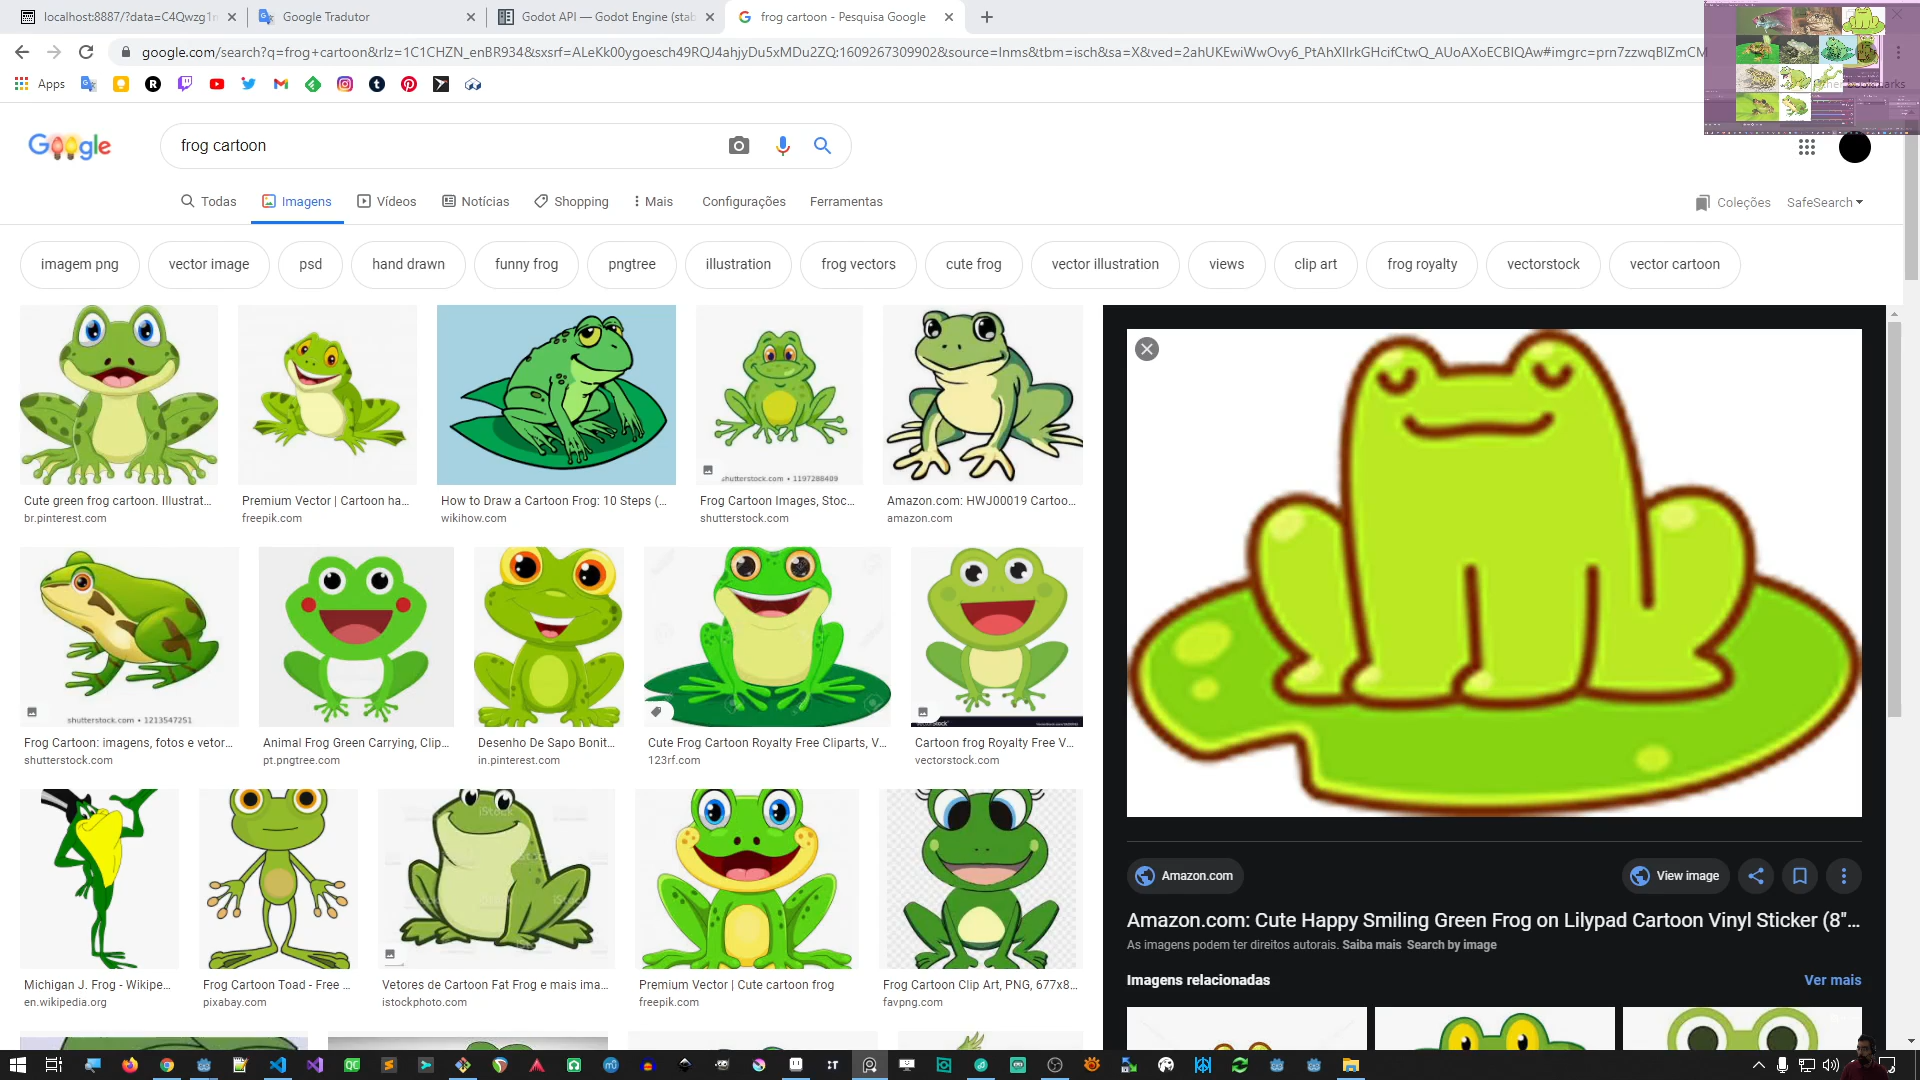 localhost:8887/?data=C4Qwzg1
Google Tradutor
Godot API — Godot Engine (stab
frog cartoon - Pesquisa Google
google.com/search?q=frog+cartoon&rlz=1C1CHZN_enBR934&sxsrf=ALeKk00ygoesch49RQJ4ahjyDu5xMDu2ZQ:1609267309902&source=lnms&tbm=isch&sa=X&ved=2ahUKEwiWwOvy6_PtAhXIIrkGHcifCtwQ_AUoAXoECBIQAw#imgrc=prn7zzwqBIZmCM
Apps
Google
frog cartoon
Todas
Imagens
Vídeos
Notícias
Shopping
Mais
Configurações
Ferramentas
Coleções
SafeSearch
imagem png
vector image
psd
hand drawn
funny frog
pngtree
illustration
frog vectors
cute frog
vector illustration
views
clip art
frog royalty
vectorstock
vector cartoon
shutterstock.com • 1197288409
Cute green frog cartoon. Illustrat...
br.pinterest.com
Premium Vector | Cartoon ha...
freepik.com
How to Draw a Cartoon Frog: 10 Steps (...
wikihow.com
Frog Cartoon Images, Stoc...
shutterstock.com
Amazon.com: HWJ00019 Cartoo...
amazon.com
shutterstock.com • 1213547251
VectorStock
Frog Cartoon: imagens, fotos e vetor...
shutterstock.com
Animal Frog Green Carrying, Clip...
pt.pngtree.com
Desenho De Sapo Bonit...
in.pinterest.com
Cute Frog Cartoon Royalty Free Cliparts, V...
123rf.com
Cartoon frog Royalty Free V...
vectorstock.com
iStock
Michigan J. Frog - Wikipe...
en.wikipedia.org
Frog Cartoon Toad - Free ...
pixabay.com
Vetores de Cartoon Fat Frog e mais ima...
istockphoto.com
Premium Vector | Cute cartoon frog
freepik.com
Frog Cartoon Clip Art, PNG, 677x8...
favpng.com
Amazon.com
View image
Amazon.com: Cute Happy Smiling Green Frog on Lilypad Cartoon Vinyl Sticker (8"...
As imagens podem ter direitos autorais. Saiba mais Search by image
Imagens relacionadas
Ver mais